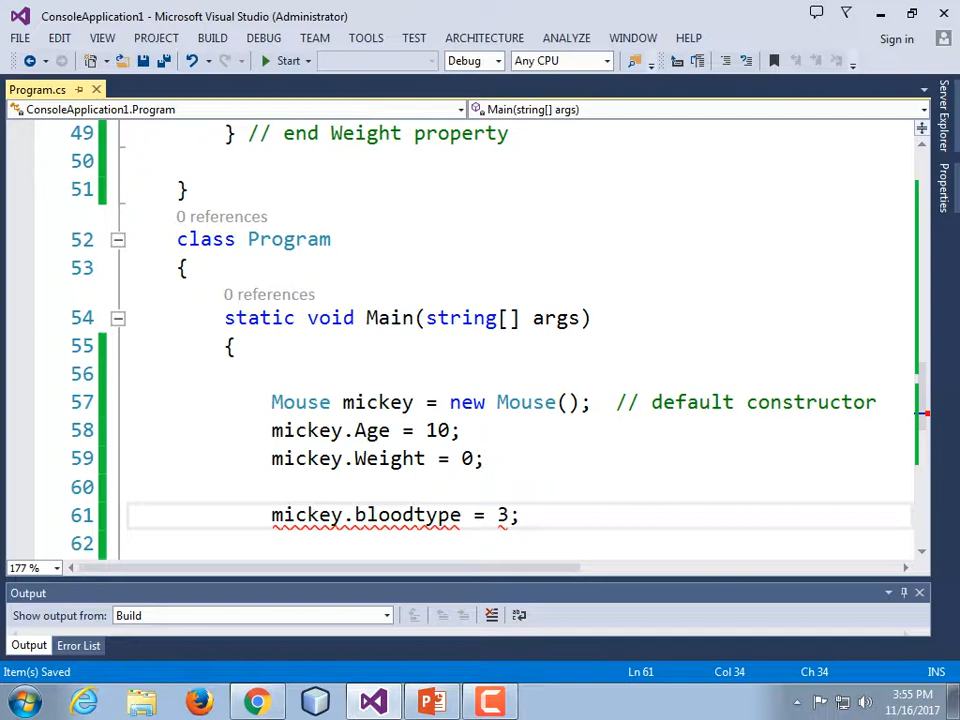 ConsoleApplication1 - Microsoft Visual Studio (Administrator)
FILE EDIT VIEW PROJECT BUILD DEBUG TEAM TOOLS TEST ARCHITECTURE ANALYZE WINDOW HELP Sign in
Start Debug Any CPU
Program.cs
ConsoleApplication1.Program Main(string[] args)
49 } // end Weight property
50
51 }
0 references
52 class Program
53 {
0 references
54 static void Main(string[] args)
55 {
56
57 Mouse mickey = new Mouse(); // default constructor
58 mickey.Age = 10;
59 mickey.Weight = 0;
60
61 mickey.bloodtype = 3;
62
177 %
Server Explorer
Properties
Output
Show output from: Build
Output Error List
Item(s) Saved Ln 61 Col 34 Ch 34 INS
3:55 PM
11/16/2017